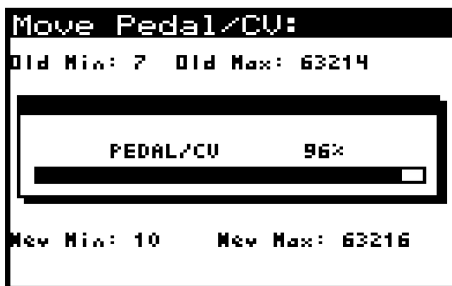 Move Pedal/CV:
Old Min: 7 Old Max: 63214
PEDAL/CV 96%
New Min: 10 New Max: 63216